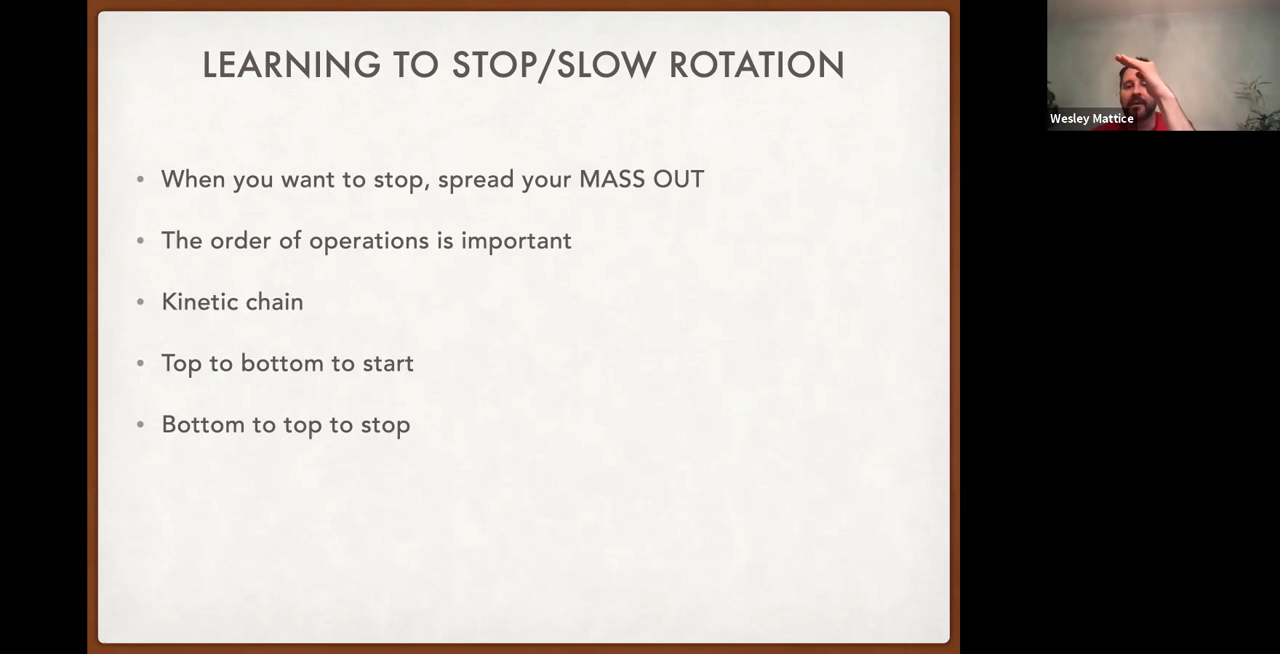 LEARNING TO STOP/SLOW ROTATION
• When you want to stop, spread your MASS OUT
• The order of operations is important
• Kinetic chain
• Top to bottom to start
• Bottom to top to stop
Wesley Mattice